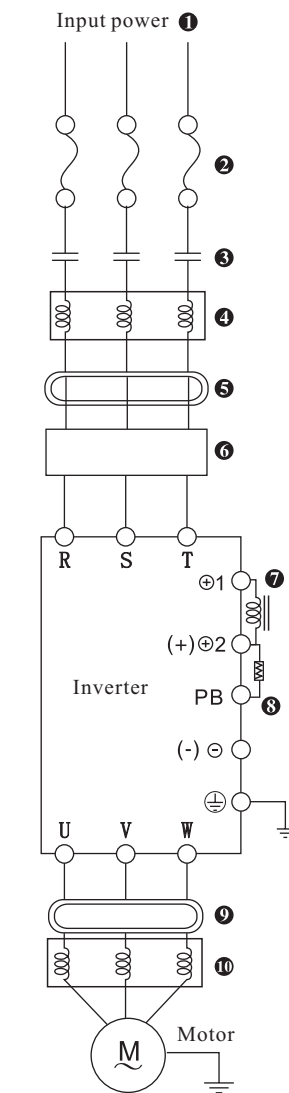 Input power ❶
❷
❸
❹
❺
❻
R S T
⊕1 ❼
(+) ⊕2
Inverter
PB ❽
(-) ⊖
U V W
❾
❿
Motor
M
~